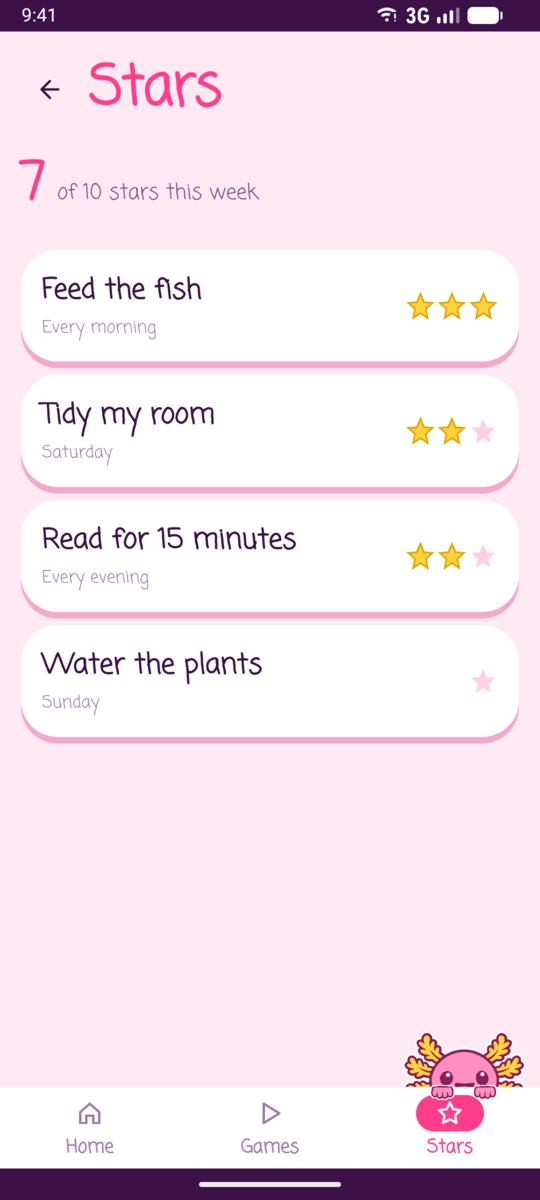 9:41
3G
Stars
7 of 10 stars this week
Feed the fish
Every morning
Tidy my room
Saturday
Read for 15 minutes
Every evening
Water the plants
Sunday
Home
Games
Stars